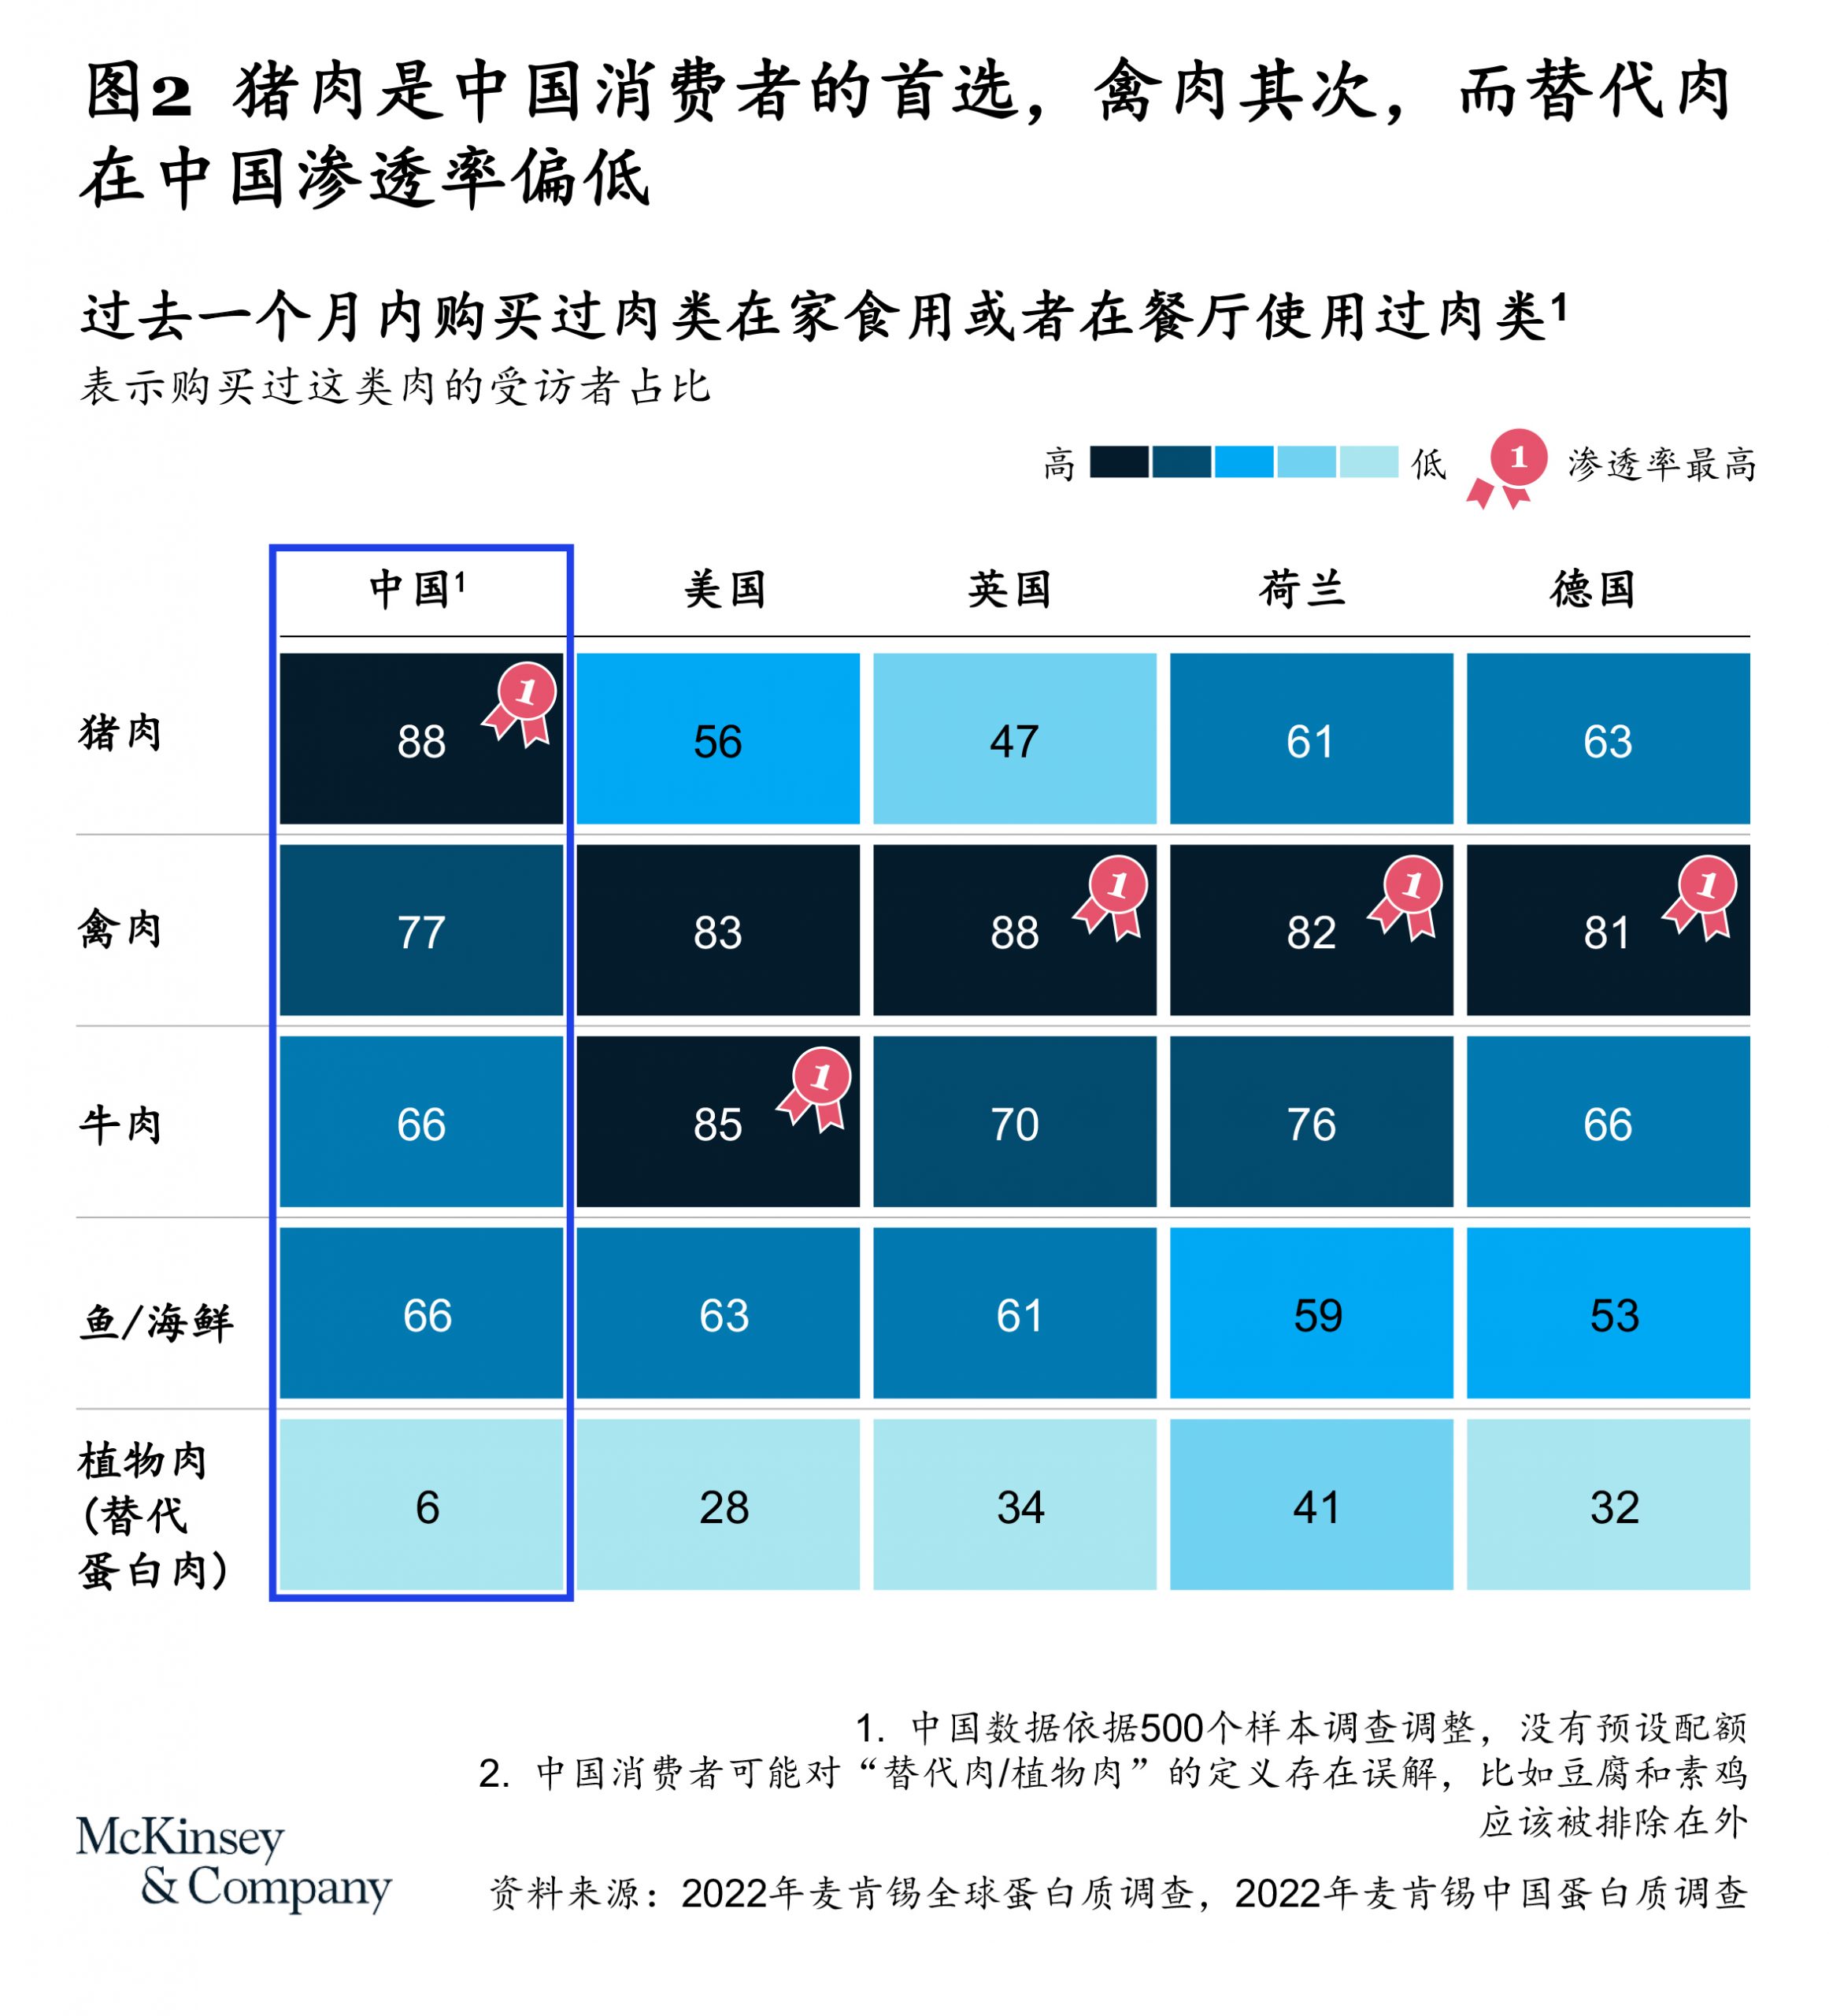 图2 猪肉是中国消费者的首选，禽肉其次，而替代肉
在中国渗透率偏低
过去一个月内购买过肉类在家食用或者在餐厅使用过肉类1
表示购买过这类肉的受访者占比
高 低 1 渗透率最高
中国1 美国 英国 荷兰 德国
猪肉 88 1 56 47 61 63
禽肉 77 83 88 1 82 1 81 1
牛肉 66 85 1 70 76 66
鱼/海鲜 66 63 61 59 53
植物肉
(替代
蛋白肉)
6 28 34 41 32
1. 中国数据依据500个样本调查调整，没有预设配额
2. 中国消费者可能对“替代肉/植物肉”的定义存在误解，比如豆腐和素鸡
应该被排除在外
McKinsey
& Company
资料来源：2022年麦肯锡全球蛋白质调查，2022年麦肯锡中国蛋白质调查